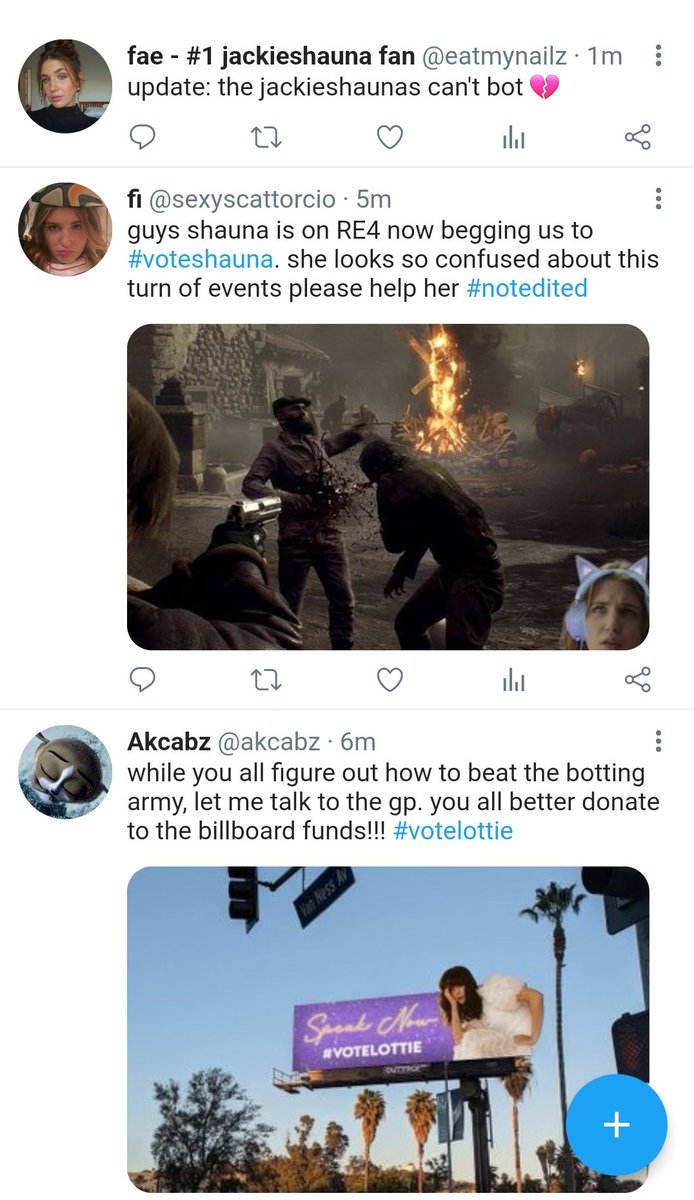 fae - #1 jackieshauna fan @eatmynailz · 1m
update: the jackieshaunas can't bot 💔
fi @sexyscattorcio · 5m
guys shauna is on RE4 now begging us to
#voteshauna. she looks so confused about this
turn of events please help her #notedited
Akcabz @akcabz · 6m
while you all figure out how to beat the botting
army, let me talk to the gp. you all better donate
to the billboard funds!!! #votelottie
Van Ness Av
Speak Now
#VOTELOTTIE
OUTFRONT